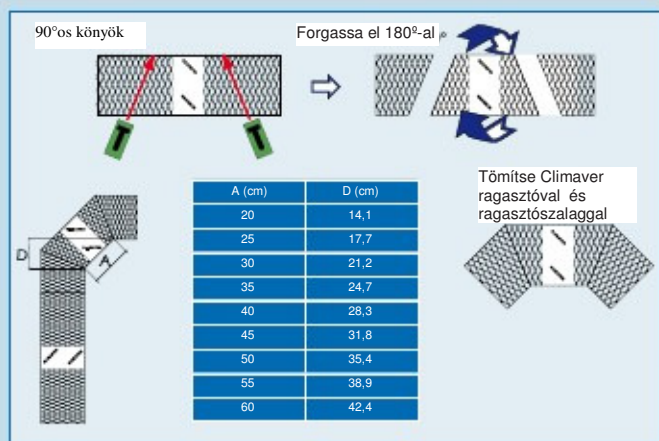 90°os könyök
Forgassa el 180º-al
Tömítse Climaver
ragasztóval és
ragasztószalaggal
D
A
A (cm) D (cm)
20 14,1
25 17,7
30 21,2
35 24,7
40 28,3
45 31,8
50 35,4
55 38,9
60 42,4